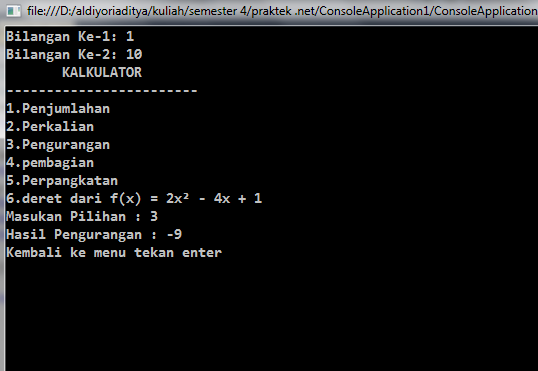 file:///D:/aldiyoriaditya/kuliah/semester 4/praktek .net/ConsoleApplication1/ConsoleApplication
Bilangan Ke-1: 1
Bilangan Ke-2: 10
KALKULATOR
------------------------
1.Penjumlahan
2.Perkalian
3.Pengurangan
4.pembagian
5.Perpangkatan
6.deret dari f(x) = 2x² - 4x + 1
Masukan Pilihan : 3
Hasil Pengurangan : -9
Kembali ke menu tekan enter